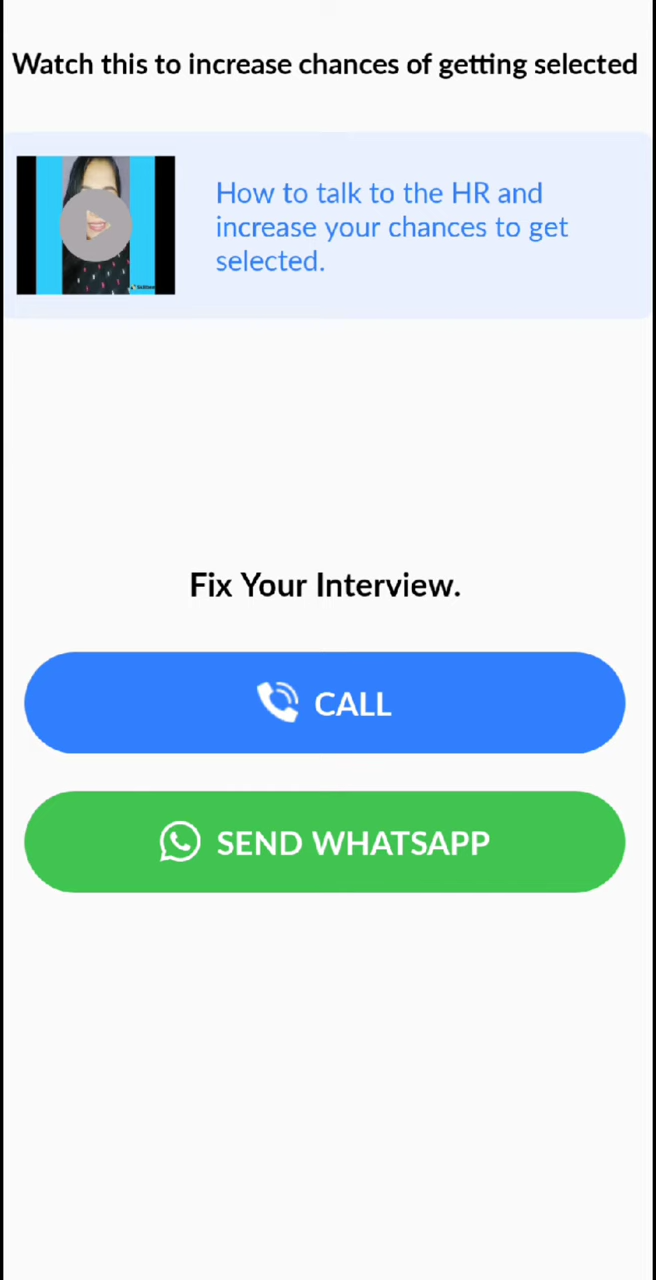 Watch this to increase chances of getting selected
How to talk to the HR and
increase your chances to get
selected.
Fix Your Interview.
CALL
SEND WHATSAPP